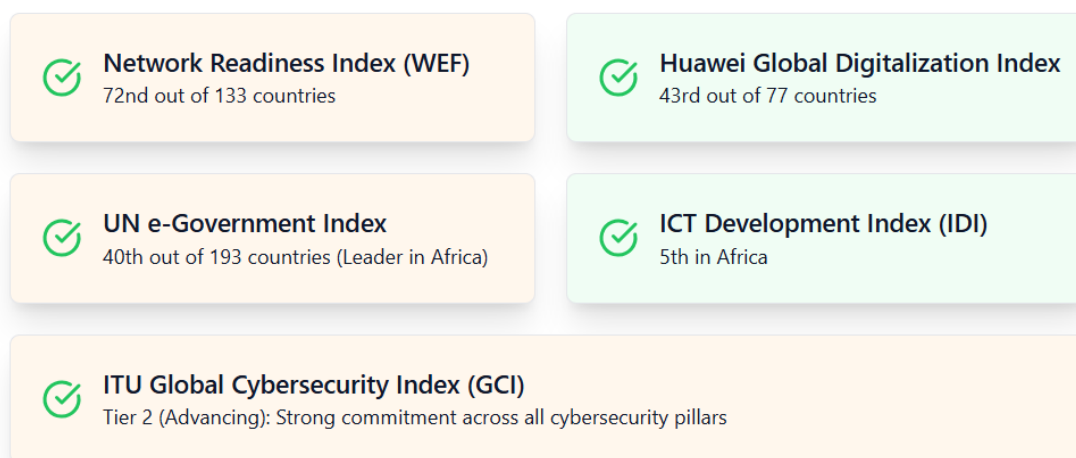 Network Readiness Index (WEF)
72nd out of 133 countries
Huawei Global Digitalization Index
43rd out of 77 countries
UN e-Government Index
40th out of 193 countries (Leader in Africa)
ICT Development Index (IDI)
5th in Africa
ITU Global Cybersecurity Index (GCI)
Tier 2 (Advancing): Strong commitment across all cybersecurity pillars